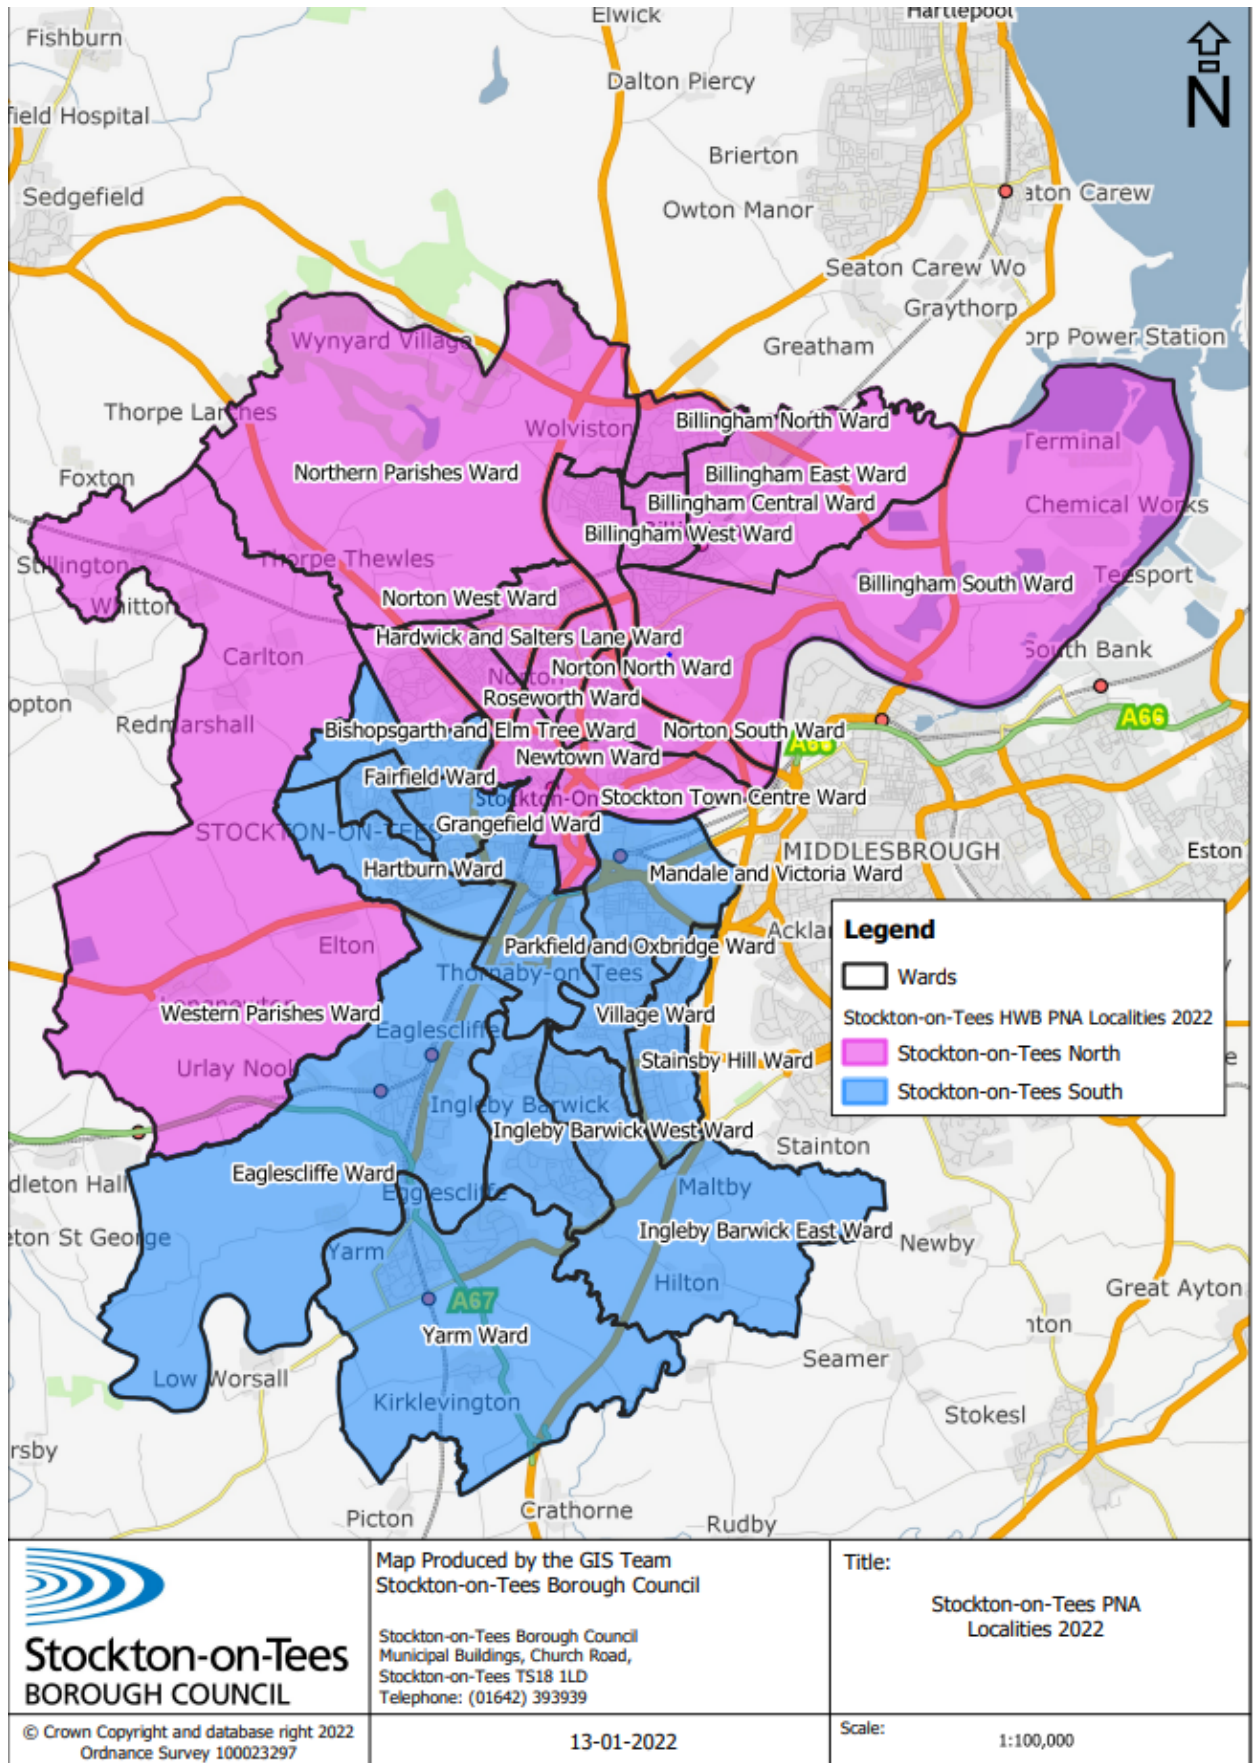 Elwick
Hartlepool
Fishburn
Dalton Piercy
field Hospital
N
Brierton
Sedgefield
aton Carew
Owton Manor
Seaton Carew Wo
Graythorp
orp Power Station
Wynyard Village
Greatham
Thorpe Larches
Wolviston
Billingham North Ward
Terminal
Foxton
Northern Parishes Ward
Billingham East Ward
Billingham Central Ward
Chemical Works
Billingham West Ward
Stillington
Thorpe Thewles
Billingham South Ward
Teesport
Whitton
Norton West Ward
Hardwick and Salters Lane Ward
Carlton
South Bank
Norton North Ward
Norton
Roseworth Ward
opton
Redmarshall
A66
Bishopsgarth and Elm Tree Ward
Norton South Ward
A66
Newtown Ward
Fairfield Ward
Stockton-On
Stockton Town Centre Ward
Grangefield Ward
STOCKTON-ON-TEES
MIDDLESBROUGH
Eston
Hartburn Ward
Mandale and Victoria Ward
Legend
Ackla
Elton
Parkfield and Oxbridge Ward
Thornaby-on-Tees
Wards
Longnewton
Western Parishes Ward
Village Ward
Stockton-on-Tees HWB PNA Localities 2022
Eaglescliffe
Stockton-on-Tees North
Urlay Nook
Stainsby Hill Ward
Stockton-on-Tees South
Ingleby Barwick
Ingleby Barwick West Ward
Stainton
Eaglescliffe Ward
dleton Hall
Egglescliffe
Maltby
eton St George
Ingleby Barwick East Ward
Newby
Yarm
Hilton
Great Ayton
A67
Yarm Ward
nton
Seamer
Low Worsall
Kirklevington
Stokesl
rsby
Picton
Crathorne
Rudby
Stockton-on-Tees
BOROUGH COUNCIL
© Crown Copyright and database right 2022
Ordnance Survey 100023297
Map Produced by the GIS Team
Stockton-on-Tees Borough Council
Stockton-on-Tees Borough Council
Municipal Buildings, Church Road,
Stockton-on-Tees TS18 1LD
Telephone: (01642) 393939
13-01-2022
Title:
Stockton-on-Tees PNA
Localities 2022
Scale:
1:100,000